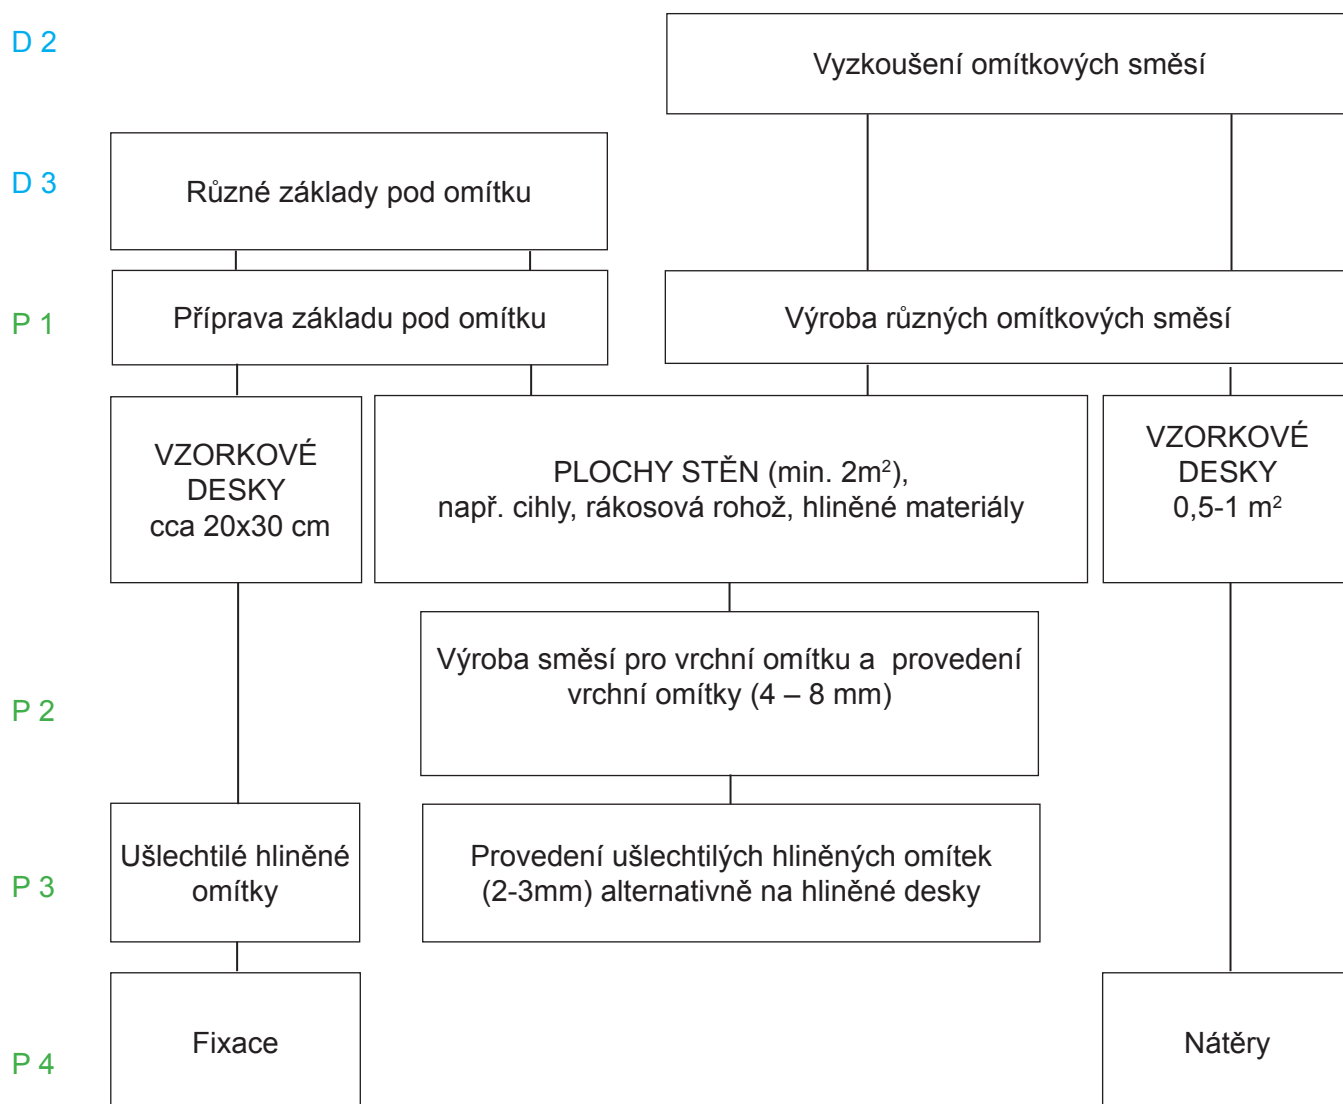 D 2
Vyzkoušení omítkových směsí
D 3
Různé základy pod omítku
P 1
Příprava základu pod omítku
Výroba různých omítkových směsí
VZORKOVÉ
DESKY
cca 20x30 cm
PLOCHY STĚN (min. 2m²),
např. cihly, rákosová rohož, hliněné materiály
VZORKOVÉ
DESKY
0,5-1 m²
P 2
Výroba směsí pro vrchní omítku a  provedení
vrchní omítky (4 – 8 mm)
P 3
Ušlechtilé hliněné
omítky
Provedení ušlechtilých hliněných omítek
(2-3mm) alternativně na hliněné desky
P 4
Fixace
Nátěry